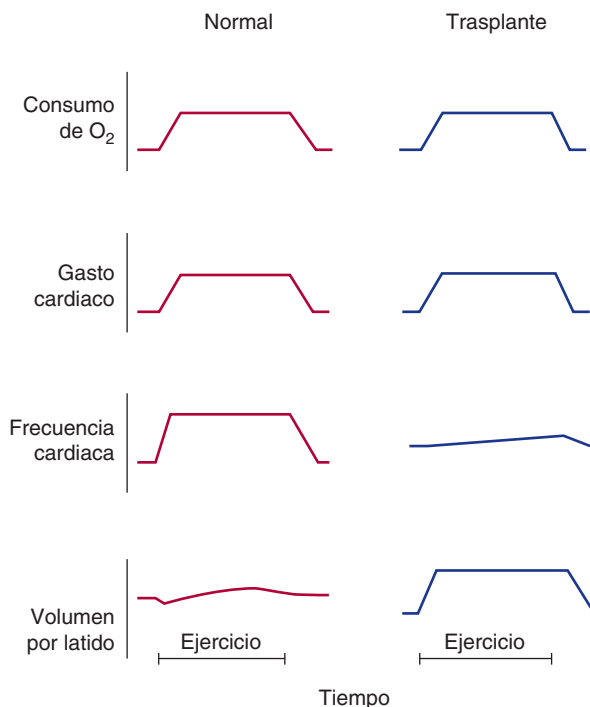 Normal
Trasplante
Consumo
de O2
Gasto
cardiaco
Frecuencia
cardiaca
Volumen
por latido
Ejercicio
Ejercicio
Tiempo